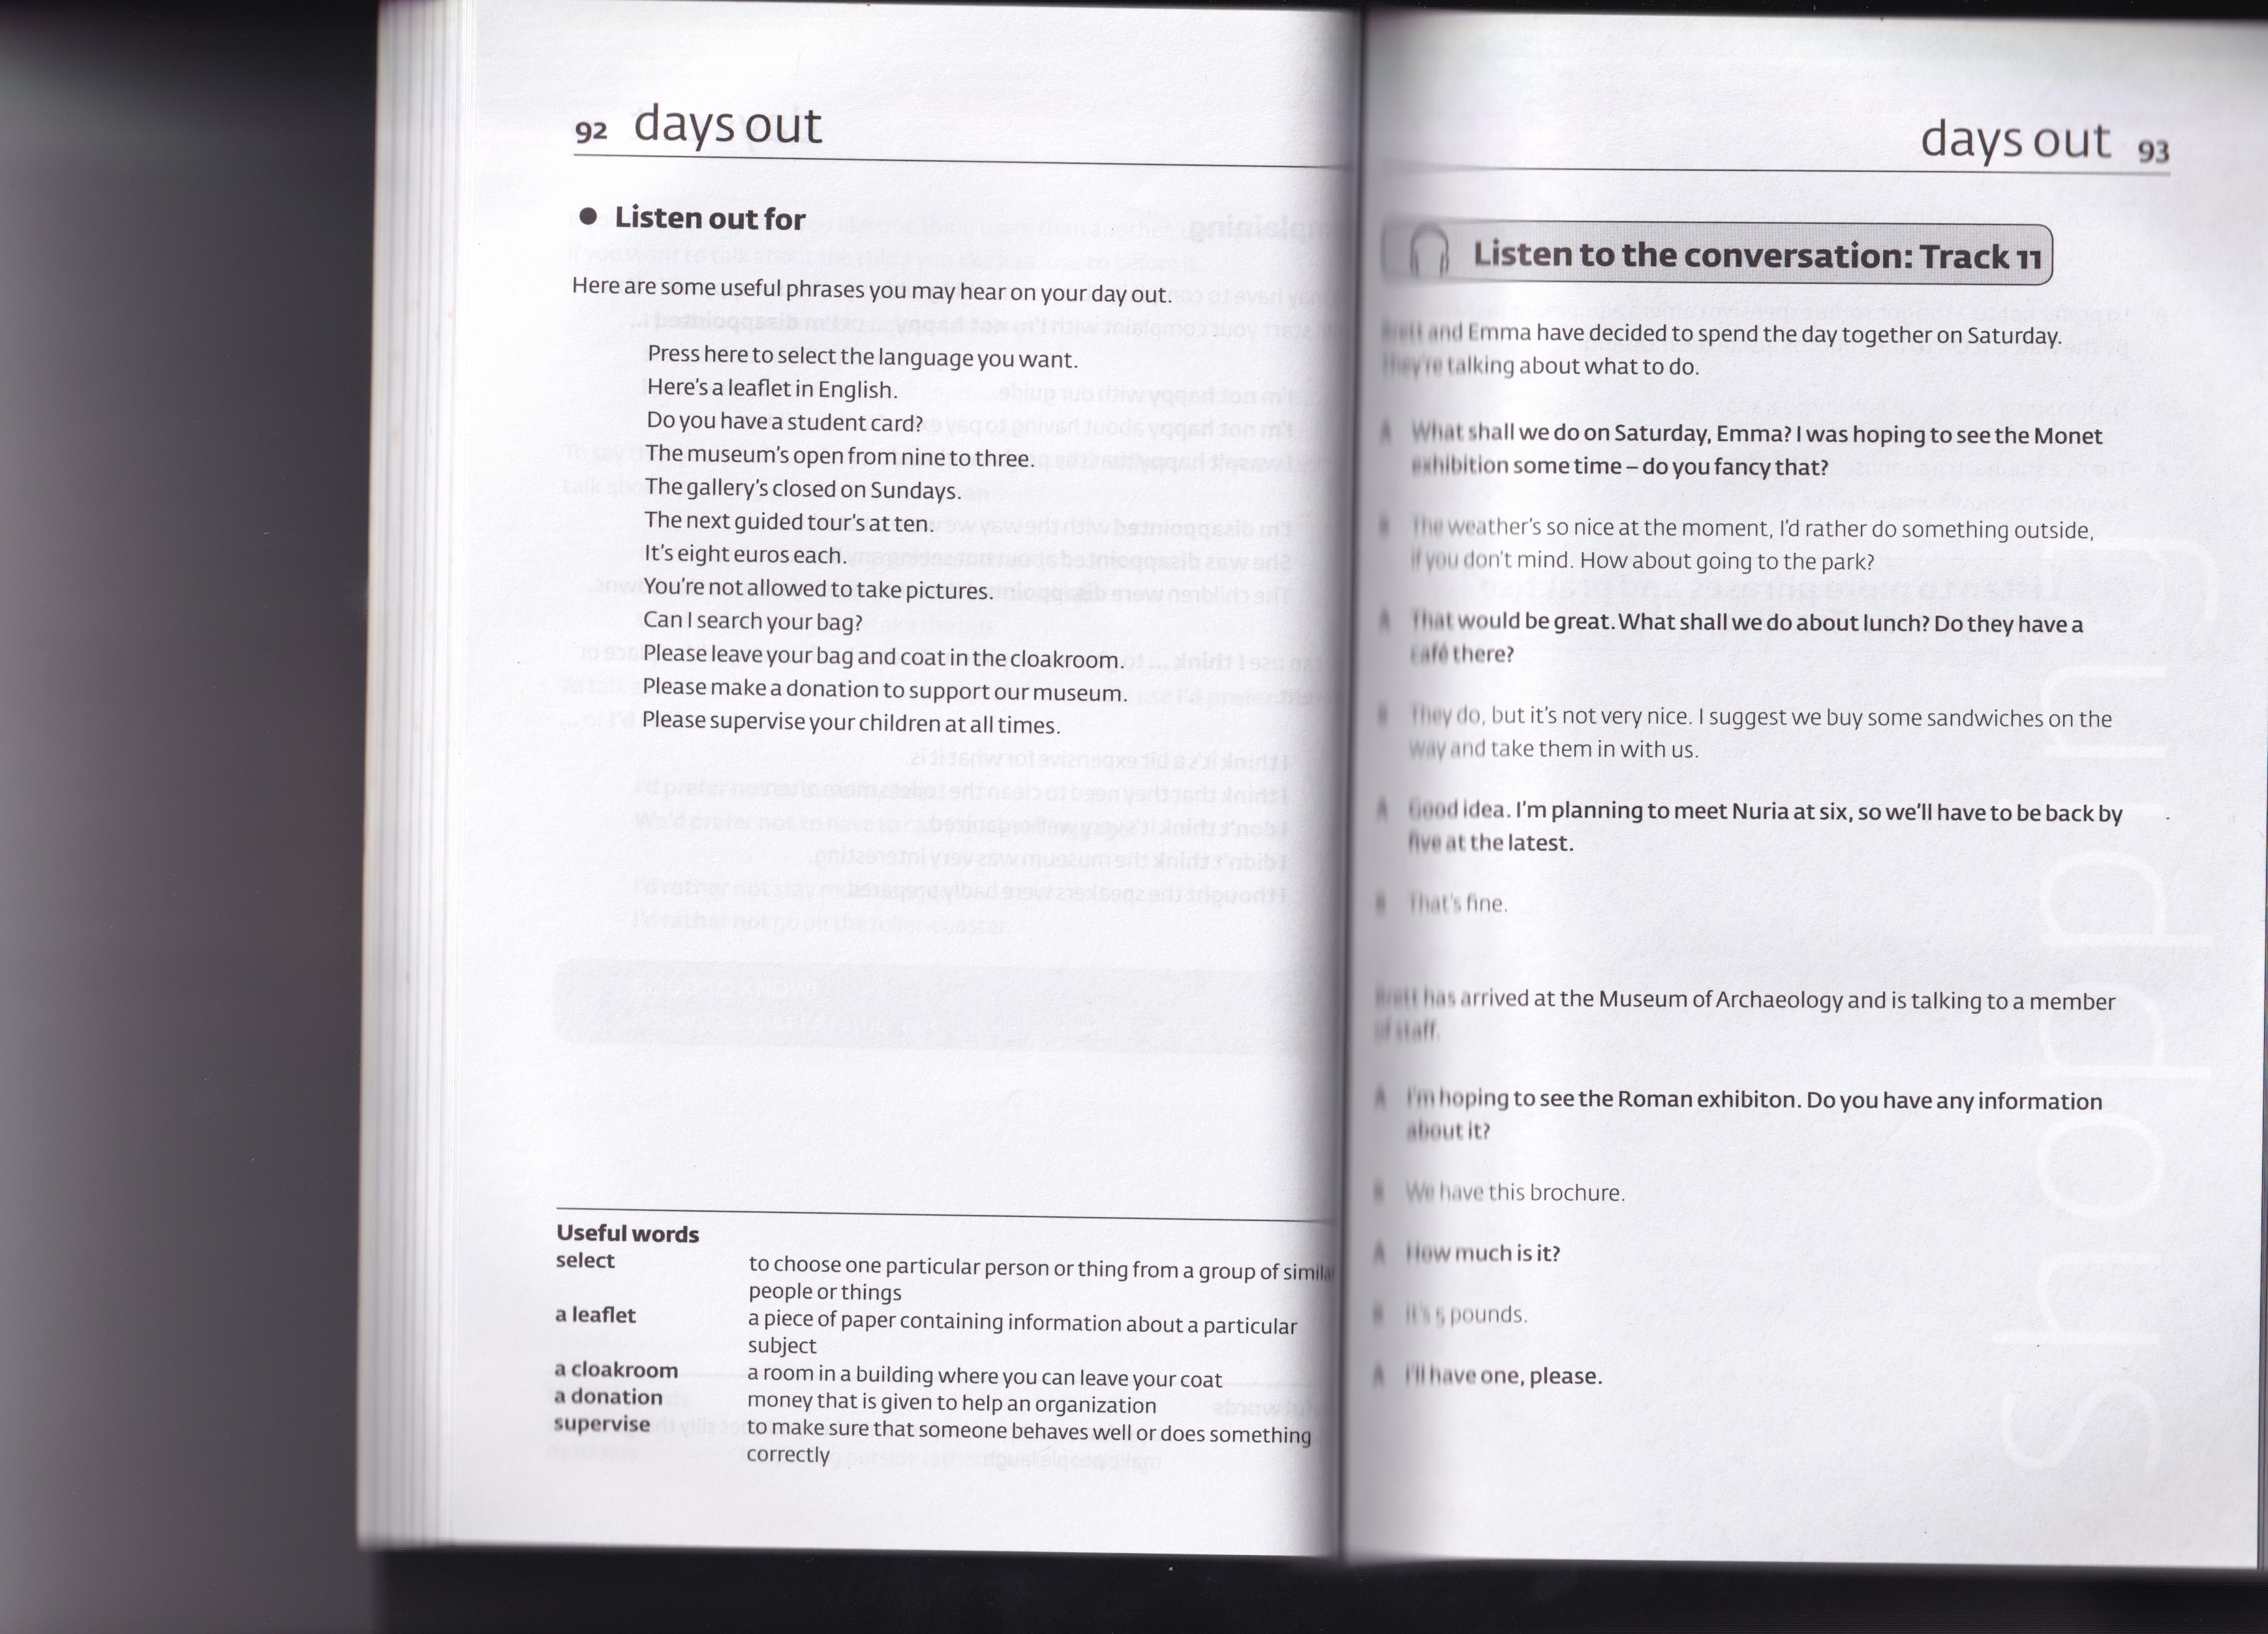 92 days out
● Listen out for
Here are some useful phrases you may hear on your day out.
Press here to select the language you want.
Here's a leaflet in English.
Do you have a student card?
The museum's open from nine to three.
The gallery's closed on Sundays.
The next guided tour's at ten.
It's eight euros each.
You're not allowed to take pictures.
Can I search your bag?
Please leave your bag and coat in the cloakroom.
Please make a donation to support our museum.
Please supervise your children at all times.
Useful words
select to choose one particular person or thing from a group of similar
people or things
a leaflet a piece of paper containing information about a particular
subject
a cloakroom a room in a building where you can leave your coat
a donation money that is given to help an organization
supervise to make sure that someone behaves well or does something
correctly
days out 93
Listen to the conversation: Track 11
and Emma have decided to spend the day together on Saturday.
They're talking about what to do.
A What shall we do on Saturday, Emma? I was hoping to see the Monet
exhibition some time – do you fancy that?
B The weather's so nice at the moment, I'd rather do something outside,
if you don't mind. How about going to the park?
A That would be great. What shall we do about lunch? Do they have a
café there?
B They do, but it's not very nice. I suggest we buy some sandwiches on the
way and take them in with us.
A Good idea. I'm planning to meet Nuria at six, so we'll have to be back by
five at the latest.
B That's fine.
has arrived at the Museum of Archaeology and is talking to a member
of staff.
A I'm hoping to see the Roman exhibiton. Do you have any information
about it?
B We have this brochure.
A How much is it?
B It's 5 pounds.
A I'll have one, please.